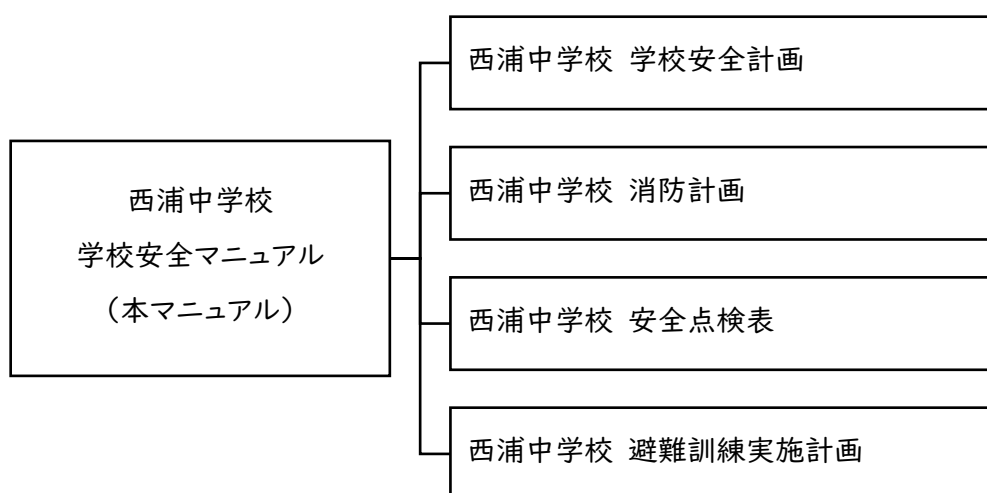 西浦中学校 学校安全計画
西浦中学校 消防計画
西浦中学校
学校安全マニュアル
（本マニュアル）
西浦中学校 安全点検表
西浦中学校 避難訓練実施計画